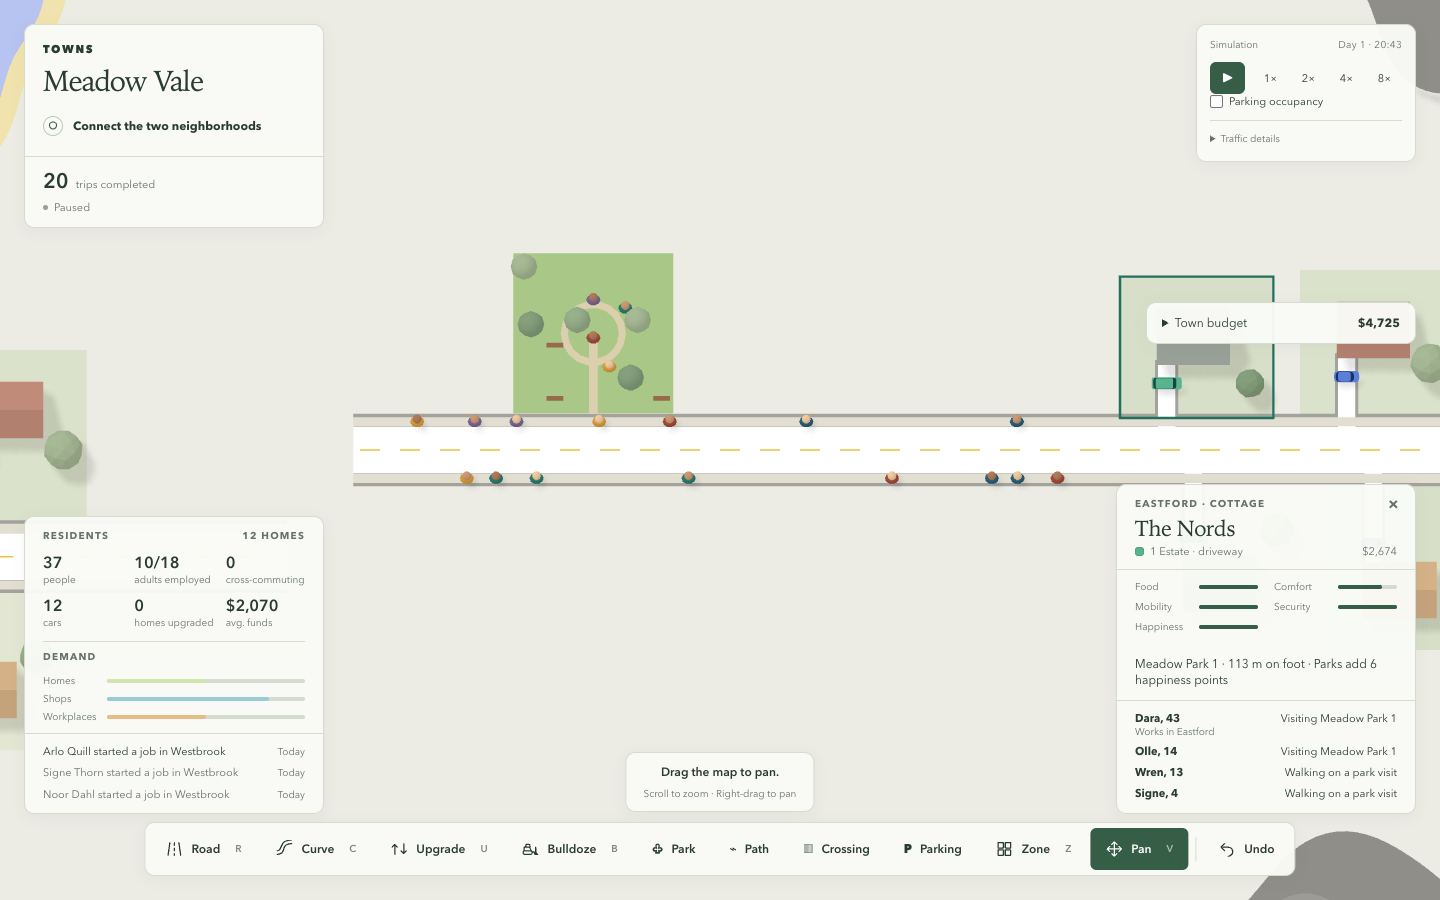 TOWNS
Meadow Vale
Connect the two neighborhoods
20 trips completed
Paused
Simulation Day 1 · 20:43
1× 2× 4× 8×
Parking occupancy
Traffic details
Town budget $4,725
RESIDENTS 12 HOMES
37 10/18 0
people adults employed cross-commuting
12 0 $2,070
cars homes upgraded avg. funds
DEMAND
Homes
Shops
Workplaces
Arlo Quill started a job in Westbrook Today
Signe Thorn started a job in Westbrook Today
Noor Dahl started a job in Westbrook Today
EASTFORD · COTTAGE
The Nords
1 Estate · driveway $2,674
Food Comfort
Mobility Security
Happiness
Meadow Park 1 · 113 m on foot · Parks add 6
happiness points
Dara, 43 Visiting Meadow Park 1
Works in Eastford
Olle, 14 Visiting Meadow Park 1
Wren, 13 Walking on a park visit
Signe, 4 Walking on a park visit
Drag the map to pan.
Scroll to zoom · Right-drag to pan
Road R Curve C Upgrade U Bulldoze B Park Path Crossing P Parking Zone Z Pan V Undo